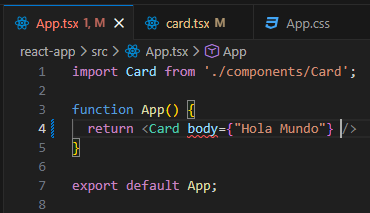 App.tsx 1, M card.tsx M App.css
react-app > src > App.tsx > App
1 import Card from './components/Card';
2
3 function App() {
4 return <Card body={"Hola Mundo"} />
5 }
6
7 export default App;
8